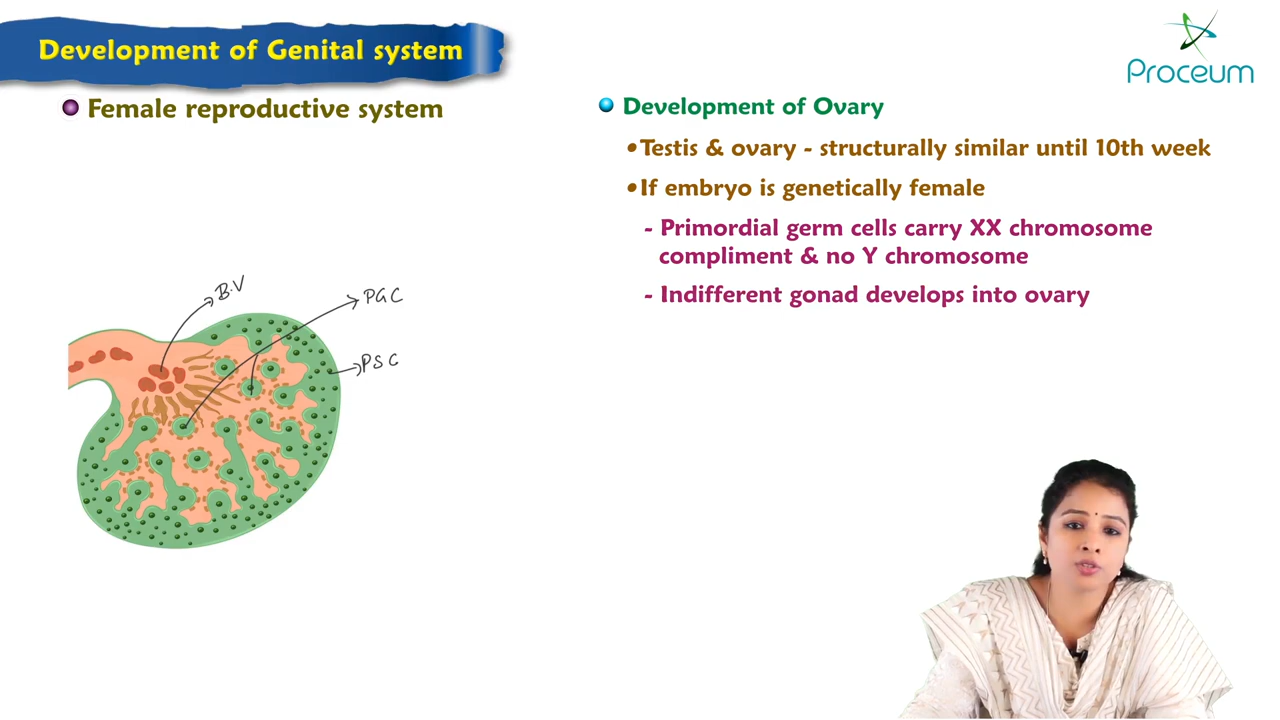 Development of Genital system
Proceum
Female reproductive system
Development of Ovary
•Testis & ovary - structurally similar until 10th week
•If embryo is genetically female
- Primordial germ cells carry XX chromosome
compliment & no Y chromosome
- Indifferent gonad develops into ovary
B.V
PGC
PSC